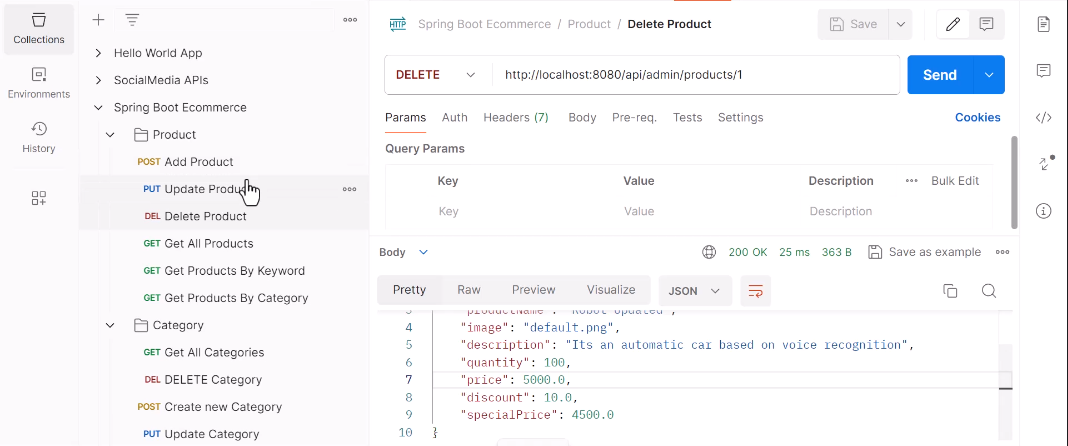 Collections
Environments
History
Hello World App
SocialMedia APIs
Spring Boot Ecommerce
Product
POST Add Product
PUT Update Produ
DEL Delete Product
GET Get All Products
GET Get Products By Keyword
GET Get Products By Category
Category
GET Get All Categories
DEL DELETE Category
POST Create new Category
PUT Update Category
HTTP Spring Boot Ecommerce / Product / Delete Product
Save
DELETE http://localhost:8080/api/admin/products/1 Send
Params Auth Headers (7) Body Pre-req. Tests Settings Cookies
Query Params
Key Value Description Bulk Edit
Key Value Description
Body 200 OK 25 ms 363 B Save as example
Pretty Raw Preview Visualize JSON
3 "productName": "Robot Updated",
4 "image": "default.png",
5 "description": "Its an automatic car based on voice recognition",
6 "quantity": 100,
7 "price": 5000.0,
8 "discount": 10.0,
9 "specialPrice": 4500.0
10 }